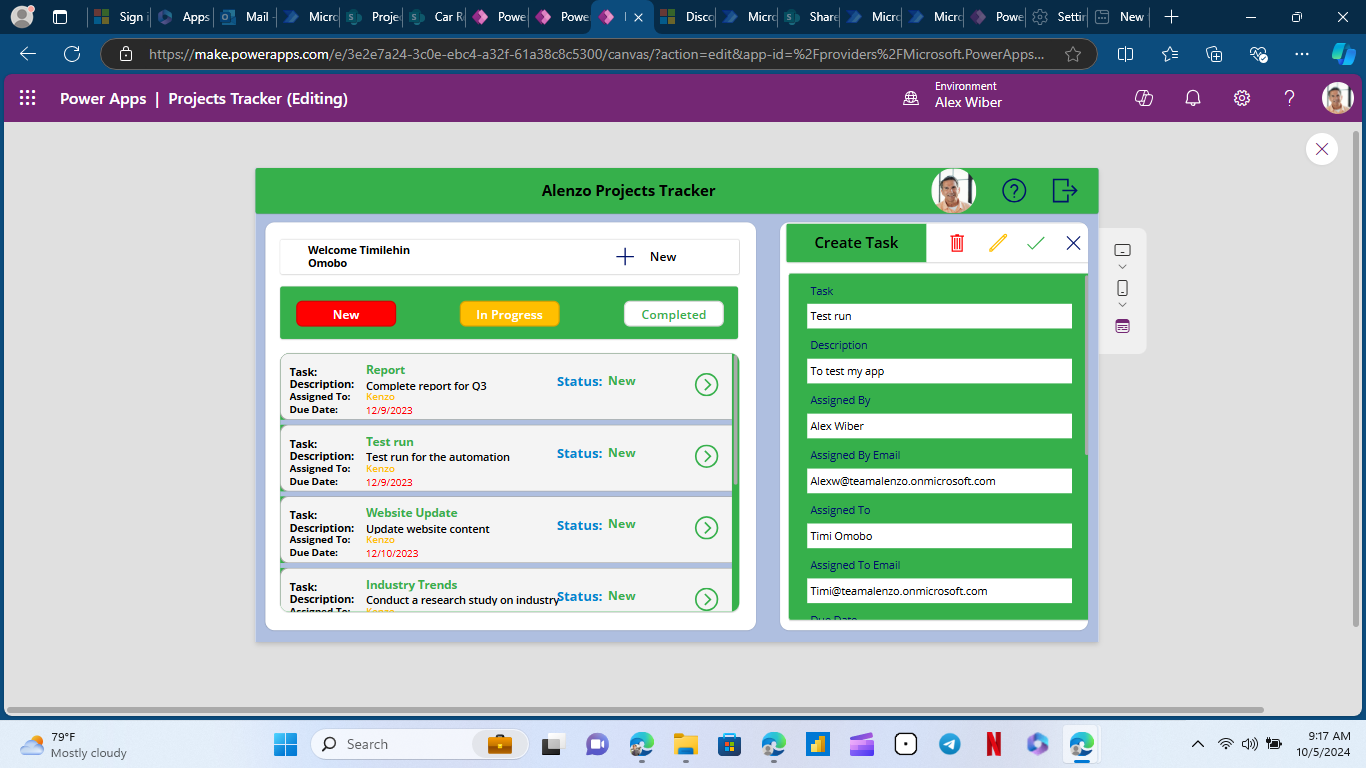 Sign i
Apps
Mail -
Micro
Proje
Car R
Powe
Powe
Disco
Micro
Share
Micro
Micro
Powe
Settin
New
https://make.powerapps.com/e/3e2e7a24-3c0e-ebc4-a32f-61a38c8c5300/canvas/?action=edit&app-id=%2Fproviders%2FMicrosoft.PowerApps...
Power Apps | Projects Tracker (Editing)
Environment
Alex Wiber
Alenzo Projects Tracker
Welcome Timilehin
Omobo
New
New
In Progress
Completed
Task: Report
Description: Complete report for Q3
Assigned To: Kenzo
Due Date: 12/9/2023
Status: New
Task: Test run
Description: Test run for the automation
Assigned To: Kenzo
Due Date: 12/9/2023
Status: New
Task: Website Update
Description: Update website content
Assigned To: Kenzo
Due Date: 12/10/2023
Status: New
Task: Industry Trends
Description: Conduct a research study on industry
Assigned To: Kenzo
Status: New
Create Task
Task
Test run
Description
To test my app
Assigned By
Alex Wiber
Assigned By Email
Alexw@teamalenzo.onmicrosoft.com
Assigned To
Timi Omobo
Assigned To Email
Timi@teamalenzo.onmicrosoft.com
Due Date
79°F
Mostly cloudy
Search
9:17 AM
10/5/2024